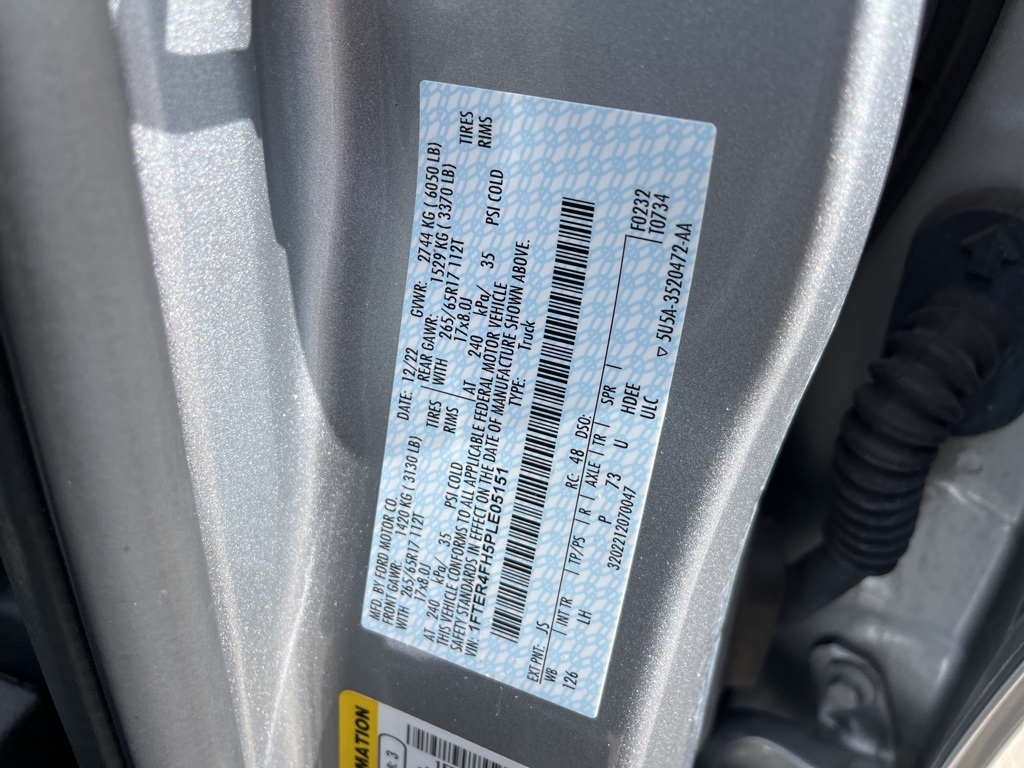 MFD BY FORD MOTOR CO. DATE: 12/22 GVWR: 2744 KG ( 6050 LB)
FRONT GAWR: 1420 KG ( 3130 LB) REAR GAWR: 1529 KG ( 3370 LB)
WITH 265/65R17 112T TIRES WITH 265/65R17 112T TIRES
17x8.0J RIMS 17x8.0J RIMS
AT 240 kPa/ 35 PSI COLD AT 240 kPa/ 35 PSI COLD
THIS VEHICLE CONFORMS TO ALL APPLICABLE FEDERAL MOTOR VEHICLE
SAFETY STANDARDS IN EFFECT ON THE DATE OF MANUFACTURE SHOWN ABOVE.
VIN: 1FTER4FH5PLE05151 TYPE: Truck
EXT PNT: JS RC: 48 DSO: F0232
WB | INT TR | TP/PS | R | AXLE | TR | SPR | T0734
126 LH P 73 U HDEE
3202212070047 ULC
▽ 5U5A-3520472-AA
MATION